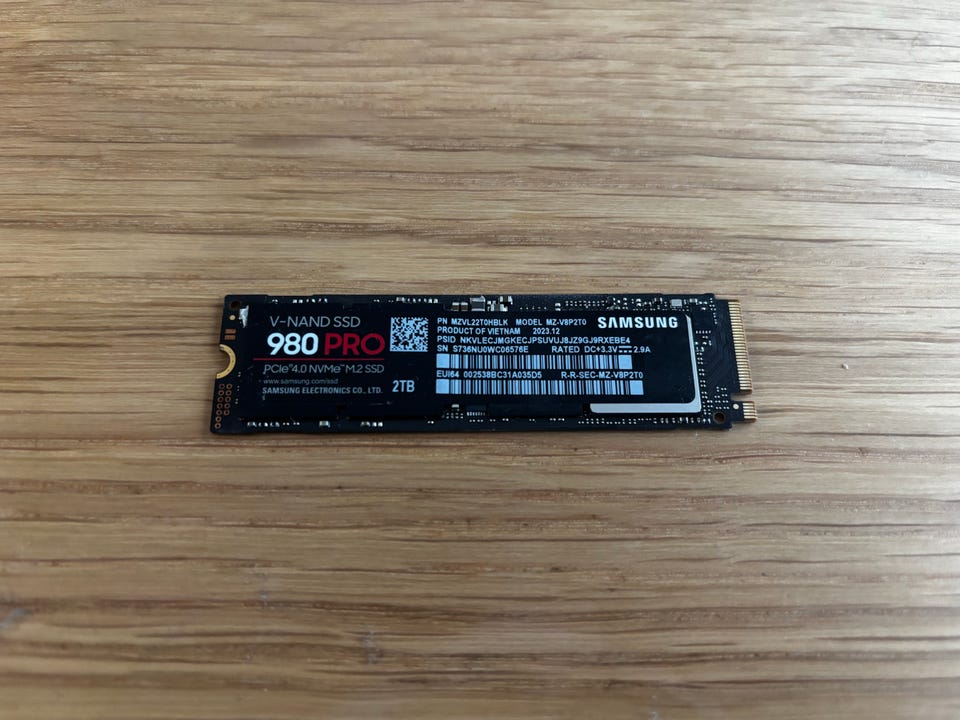 V-NAND SSD
980 PRO
PCIe® 4.0 NVMe™ M.2 SSD
www.samsung.com/ssd
SAMSUNG ELECTRONICS CO., LTD.
2TB
PN MZVL22T0HBLK MODEL MZ-V8P2T0
PRODUCT OF VIETNAM 2023.12
PSID NKVLECJMGKECJPSUVUJ8JZ9GJ9RXEBE4
SN S736NU0WC06576E RATED DC+3.3V 2.9A
EUI64 002538BC31A035D5 R-R-SEC-MZ-V8P2T0
SAMSUNG